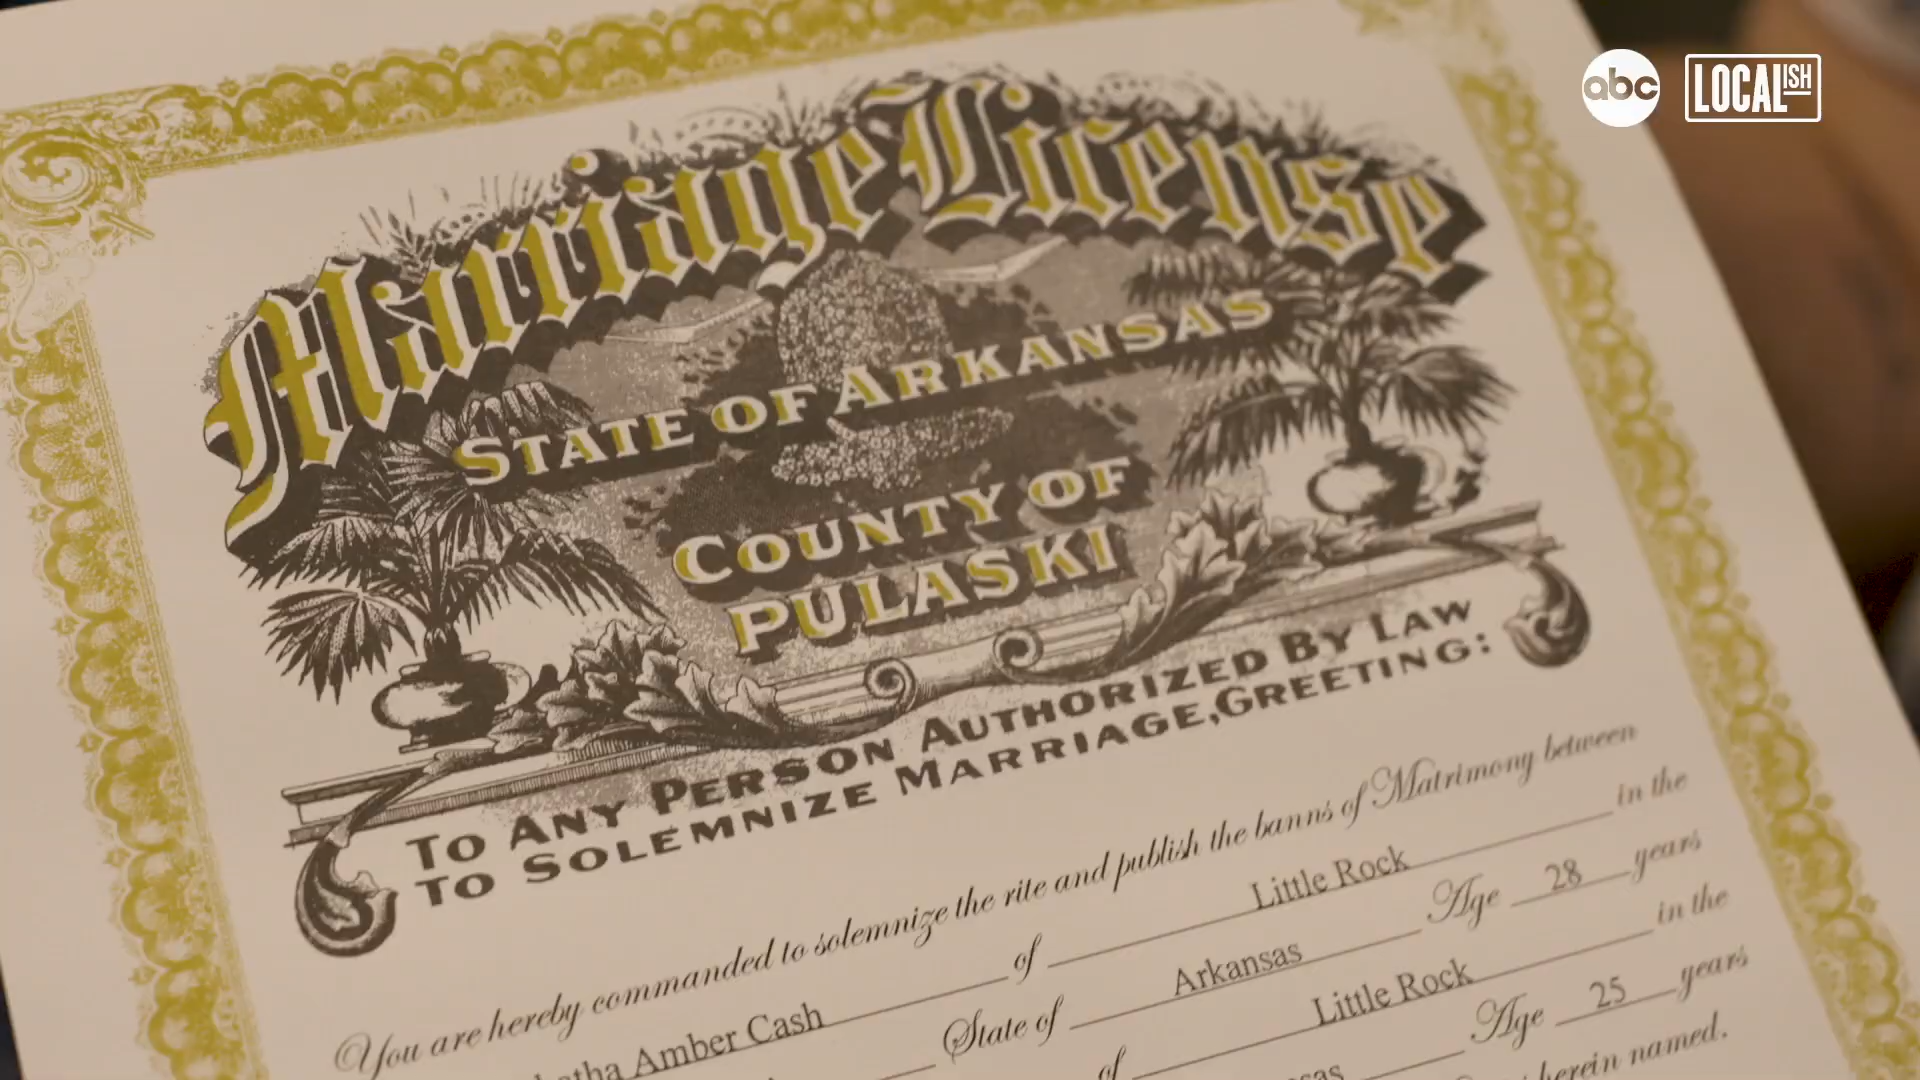 abc LOCALISH
Marriage License
STATE OF ARKANSAS
COUNTY OF
PULASKI
TO ANY PERSON AUTHORIZED BY LAW
TO SOLEMNIZE MARRIAGE, GREETING:
You are hereby commanded to solemnize the rite and publish the banns of Matrimony between
Amber Cash of Little Rock in the
State of Arkansas Age 28 years
of Little Rock in the
Age 25 years
herein named.